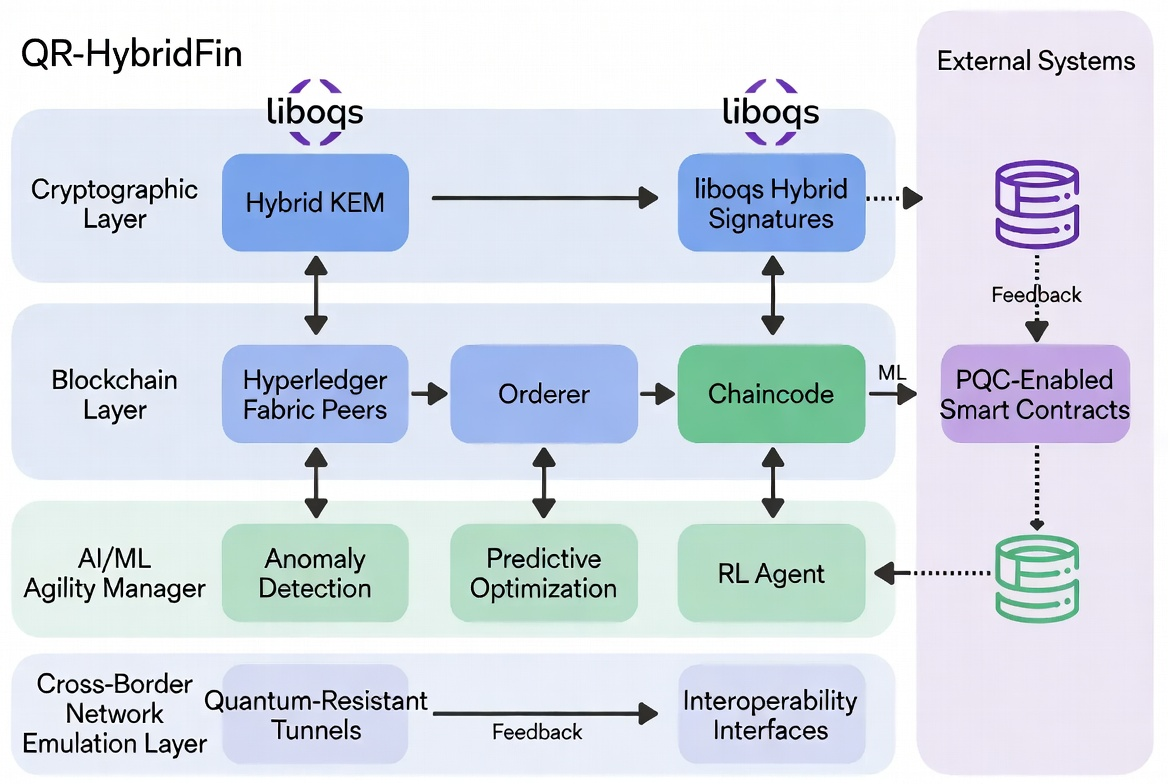 QR-HybridFin
External Systems
liboqs
liboqs
Cryptographic
Layer
Hybrid KEM
liboqs Hybrid
Signatures
Feedback
Blockchain
Layer
Hyperledger
Fabric Peers
Orderer
Chaincode
ML
PQC-Enabled
Smart Contracts
AI/ML
Agility Manager
Anomaly
Detection
Predictive
Optimization
RL Agent
Cross-Border
Network
Emulation Layer
Quantum-Resistant
Tunnels
Feedback
Interoperability
Interfaces